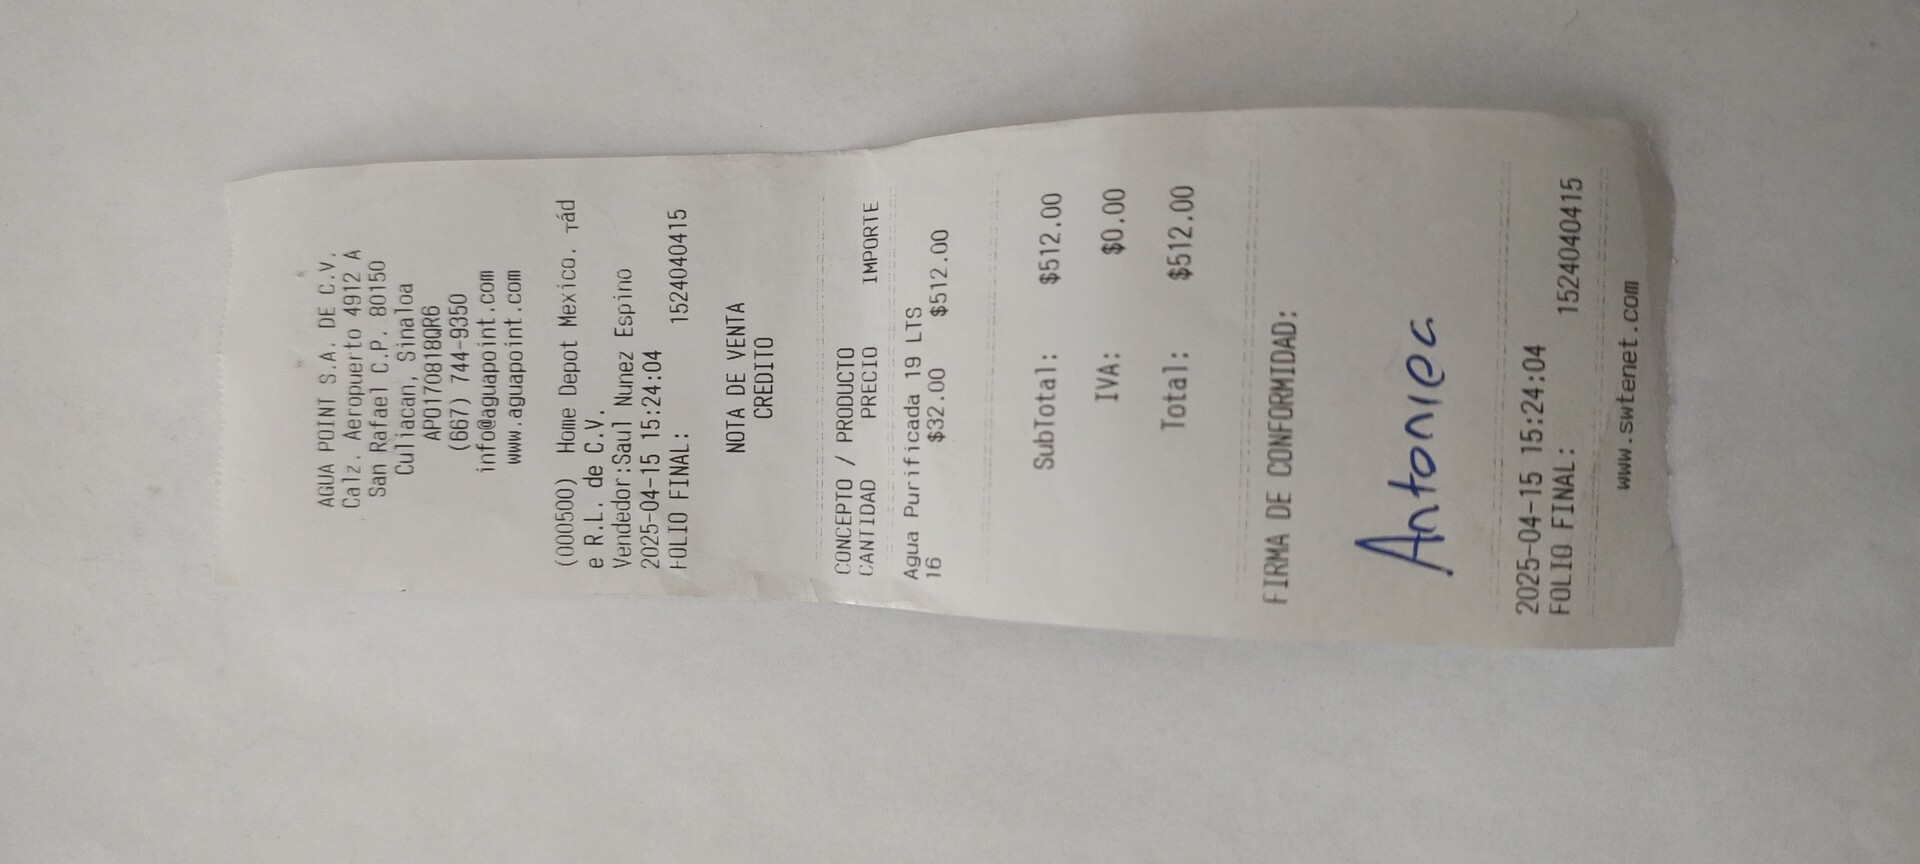 AGUA POINT S.A. DE C.V.
Calz. Aeropuerto 4912 A
San Rafael C.P. 80150
Culiacan, Sinaloa
APO170818QR6
(667) 744-9350
info@aguapoint.com
www.aguapoint.com
(000500) Home Depot Mexico,
e R.L. de C.V.
Vendedor:Saul Nunez Espino
2025-04-15 15:24:04
FOLIO FINAL: 1524040415
NOTA DE VENTA
CREDITO
CONCEPTO / PRODUCTO
CANTIDAD PRECIO IMPORTE
Agua Purificada 19 LTS
16 $32.00 $512.00
SubTotal: $512.00
IVA: $0.00
Total: $512.00
FIRMA DE CONFORMIDAD:
2025-04-15 15:24:04
FOLIO FINAL: 1524040415
www.swtenet.com